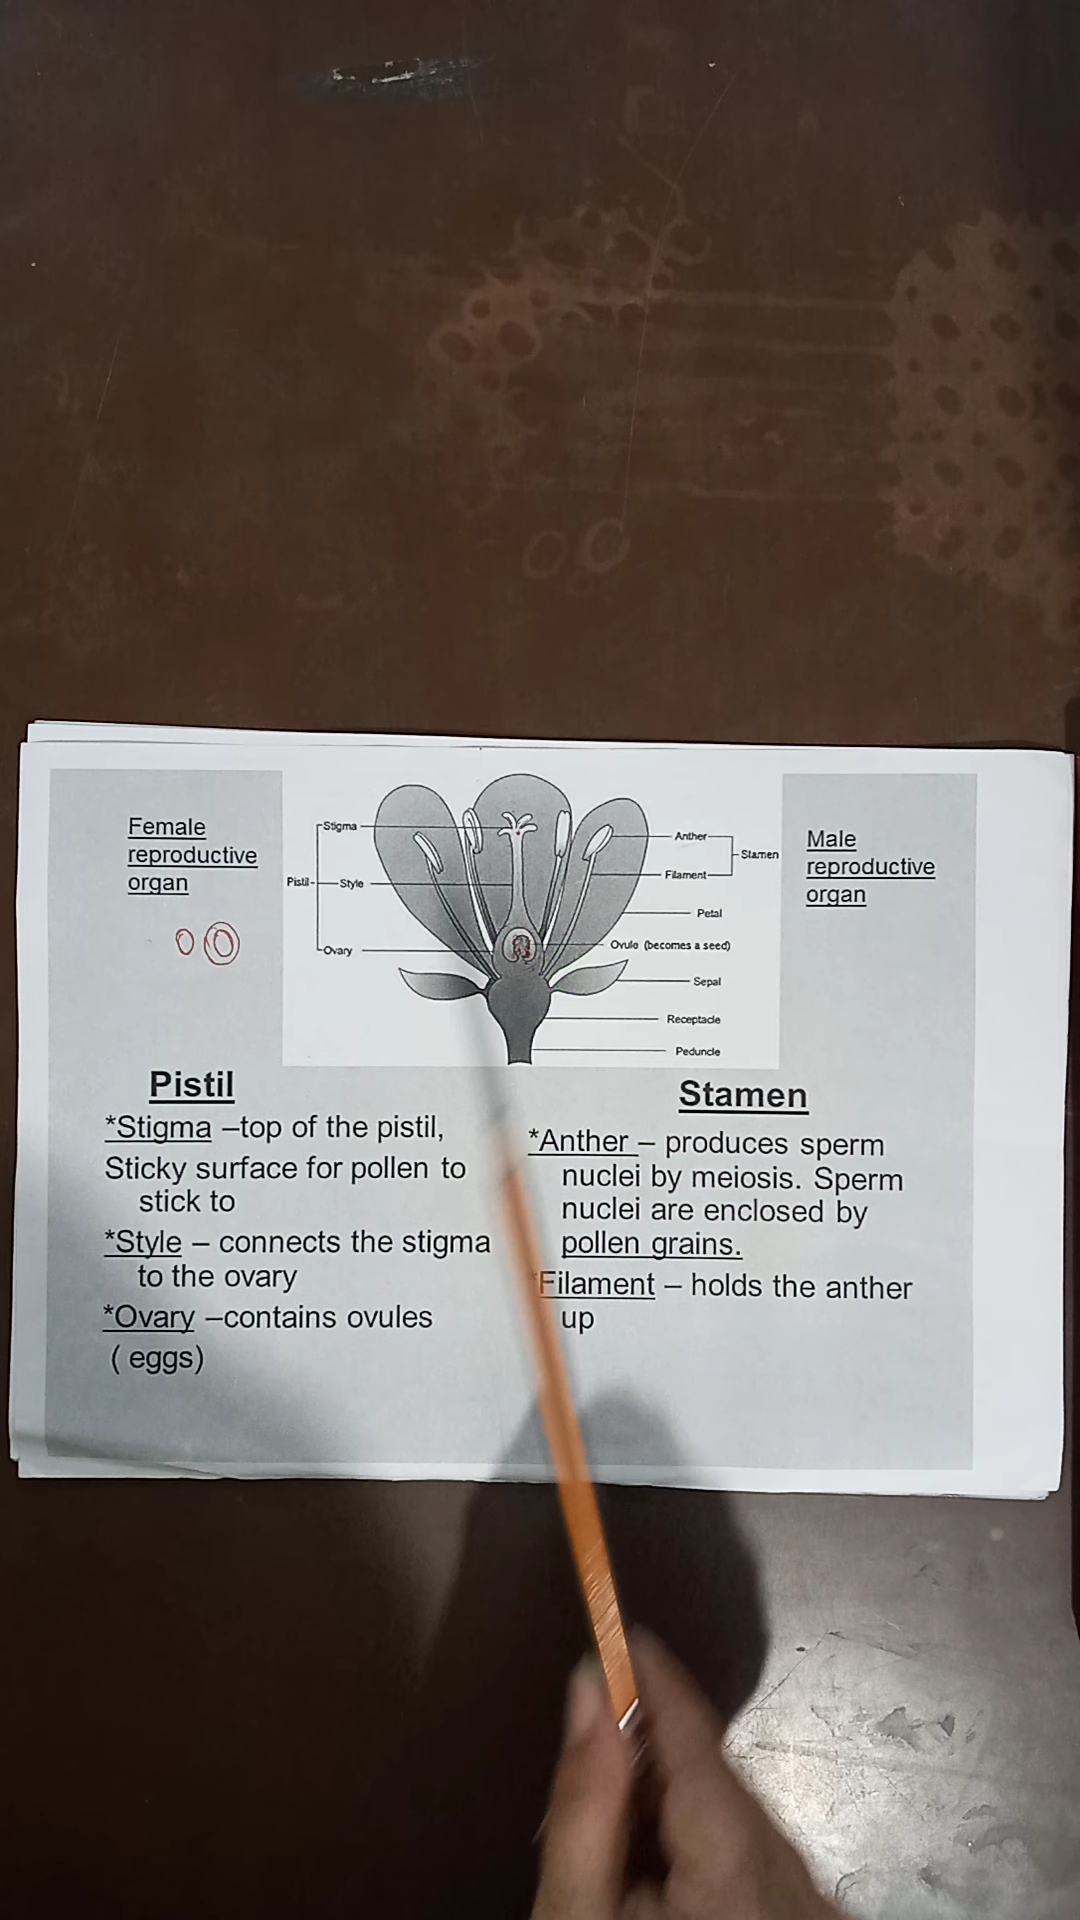 Female
reproductive
organ
Stigma
Pistil
Style
Ovary
Anther
Stamen
Filament
Petal
Ovule (becomes a seed)
Sepal
Receptacle
Peduncle
Male
reproductive
organ
Pistil
*Stigma –top of the pistil,
Sticky surface for pollen to
stick to
*Style – connects the stigma
to the ovary
*Ovary –contains ovules
( eggs)
Stamen
*Anther – produces sperm
nuclei by meiosis. Sperm
nuclei are enclosed by
pollen grains.
*Filament – holds the anther
up